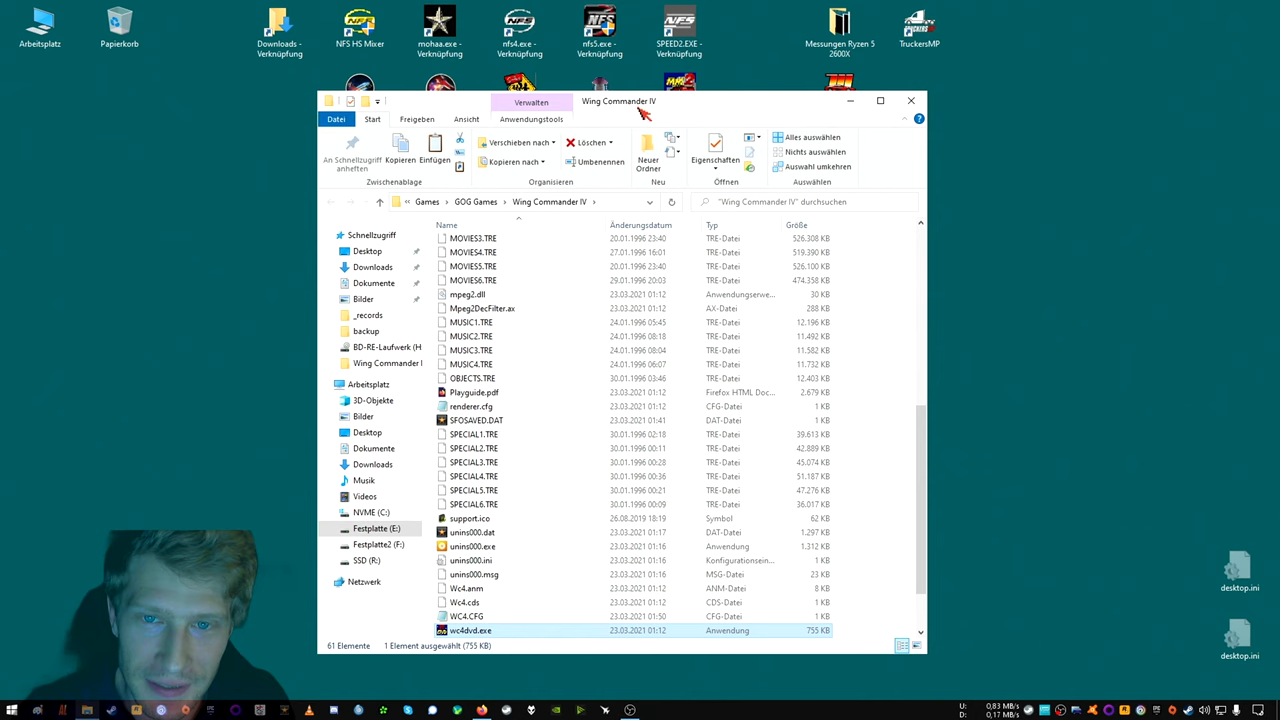 Arbeitsplatz
Papierkorb
Downloads -
Verknüpfung
NFS HS Mixer
mohaa.exe -
Verknüpfung
nfs4.exe -
Verknüpfung
nfs5.exe -
Verknüpfung
SPEED2.EXE -
Verknüpfung
Messungen Ryzen 5
2600X
TruckersMP
Verwalten
Wing Commander IV
Datei
Start
Freigeben
Ansicht
Anwendungstools
An Schnellzugriff
anheften
Kopieren
Einfügen
Verschieben nach
Kopieren nach
Löschen
Umbenennen
Neuer
Ordner
Eigenschaften
Alles auswählen
Nichts auswählen
Auswahl umkehren
Zwischenablage
Organisieren
Neu
Öffnen
Auswählen
« Games > GOG Games > Wing Commander IV >
"Wing Commander IV" durchsuchen
Schnellzugriff
Desktop
Downloads
Dokumente
Bilder
_records
backup
BD-RE-Laufwerk (H
Wing Commander I
Arbeitsplatz
3D-Objekte
Bilder
Desktop
Dokumente
Downloads
Musik
Videos
NVME (C:)
Festplatte (E:)
Festplatte2 (F:)
SSD (R:)
Netzwerk
Name Änderungsdatum Typ Größe
MOVIES3.TRE 20.01.1996 23:40 TRE-Datei 526.308 KB
MOVIES4.TRE 27.01.1996 16:01 TRE-Datei 519.390 KB
MOVIES5.TRE 20.01.1996 23:40 TRE-Datei 526.100 KB
MOVIES6.TRE 29.01.1996 20:03 TRE-Datei 474.358 KB
mpeg2.dll 23.03.2021 01:12 Anwendungserwe... 30 KB
Mpeg2DecFilter.ax 23.03.2021 01:12 AX-Datei 288 KB
MUSIC1.TRE 24.01.1996 05:45 TRE-Datei 12.196 KB
MUSIC2.TRE 24.01.1996 08:18 TRE-Datei 11.492 KB
MUSIC3.TRE 24.01.1996 08:04 TRE-Datei 11.582 KB
MUSIC4.TRE 24.01.1996 06:07 TRE-Datei 11.732 KB
OBJECTS.TRE 30.01.1996 03:46 TRE-Datei 12.403 KB
Playguide.pdf 23.03.2021 01:12 Firefox HTML Doc... 2.679 KB
renderer.cfg 23.03.2021 01:12 CFG-Datei 1 KB
SFOSAVED.DAT 23.03.2021 01:41 DAT-Datei 1 KB
SPECIAL1.TRE 30.01.1996 02:18 TRE-Datei 39.613 KB
SPECIAL2.TRE 30.01.1996 00:11 TRE-Datei 42.889 KB
SPECIAL3.TRE 30.01.1996 00:28 TRE-Datei 45.074 KB
SPECIAL4.TRE 30.01.1996 00:36 TRE-Datei 51.187 KB
SPECIAL5.TRE 30.01.1996 00:21 TRE-Datei 47.276 KB
SPECIAL6.TRE 30.01.1996 00:09 TRE-Datei 36.017 KB
support.ico 26.08.2019 18:19 Symbol 62 KB
unins000.dat 23.03.2021 01:17 DAT-Datei 1.297 KB
unins000.exe 23.03.2021 01:16 Anwendung 1.312 KB
unins000.ini 23.03.2021 01:16 Konfigurationsein... 1 KB
unins000.msg 23.03.2021 01:16 MSG-Datei 23 KB
Wc4.anm 23.03.2021 01:12 ANM-Datei 8 KB
Wc4.cds 23.03.2021 01:12 CDS-Datei 1 KB
WC4.CFG 23.03.2021 01:50 CFG-Datei 1 KB
wc4dvd.exe 23.03.2021 01:12 Anwendung 755 KB
61 Elemente 1 Element ausgewählt (755 KB)
desktop.ini
desktop.ini
U: 0,83 MB/s
D: 0,17 MB/s